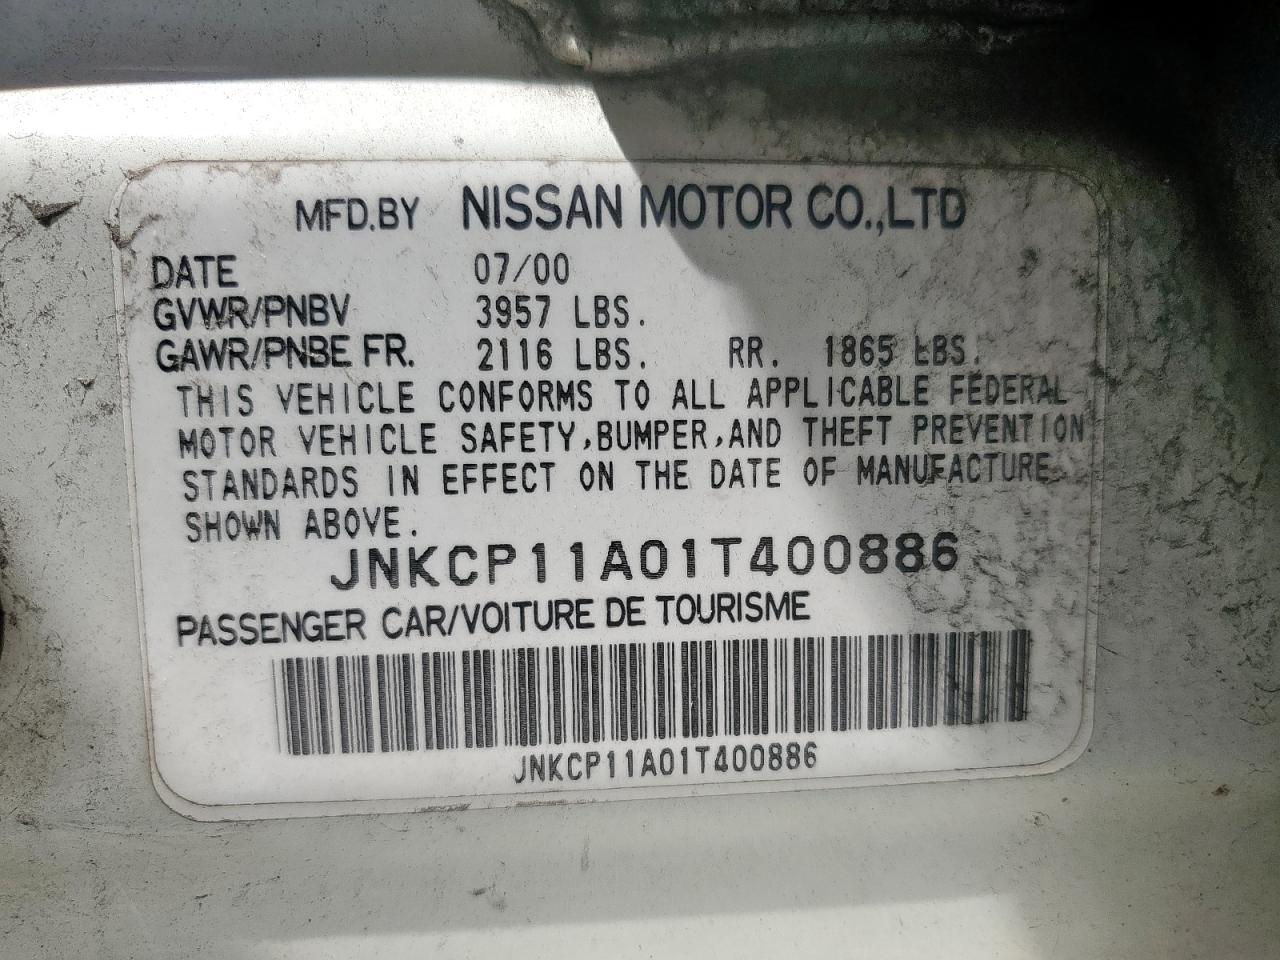 MFD.BY NISSAN MOTOR CO.,LTD
DATE 07/00
GVWR/PNBV 3957 LBS.
GAWR/PNBE FR. 2116 LBS. RR. 1865 LBS.
THIS VEHICLE CONFORMS TO ALL APPLICABLE FEDERAL
MOTOR VEHICLE SAFETY,BUMPER,AND THEFT PREVENTION
STANDARDS IN EFFECT ON THE DATE OF MANUFACTURE
SHOWN ABOVE.
JNKCP11A01T400886
PASSENGER CAR/VOITURE DE TOURISME
JNKCP11A01T400886